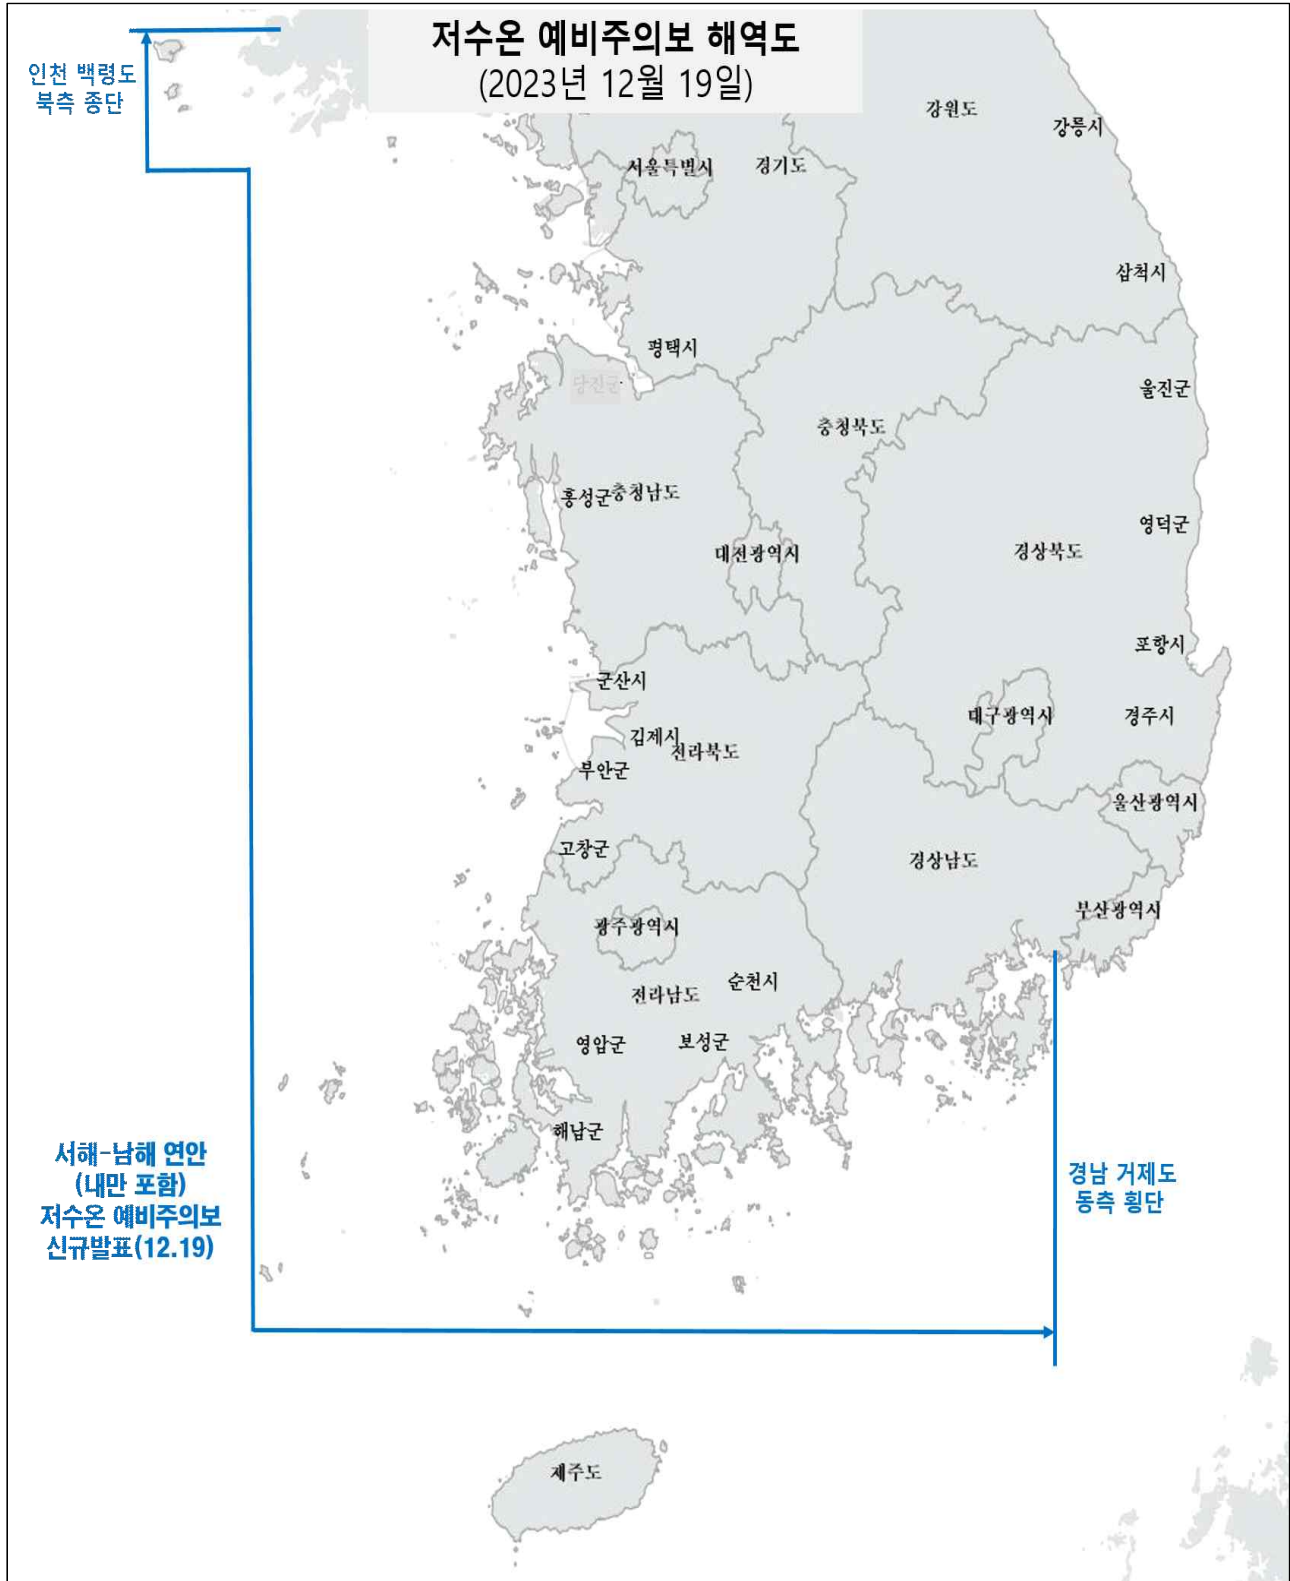 저수온 예비주의보 해역도
(2023년 12월 19일)
인천 백령도
북측 종단
강원도
강릉시
서울특별시
경기도
삼척시
평택시
당진군
울진군
충청북도
홍성군
충청남도
영덕군
대전광역시
경상북도
포항시
군산시
대구광역시
경주시
김제시
전라북도
부안군
울산광역시
고창군
경상남도
부산광역시
광주광역시
순천시
전라남도
영암군
보성군
해남군
서해-남해 연안
(내만 포함)
저수온 예비주의보
신규발표(12.19)
경남 거제도
동측 횡단
제주도